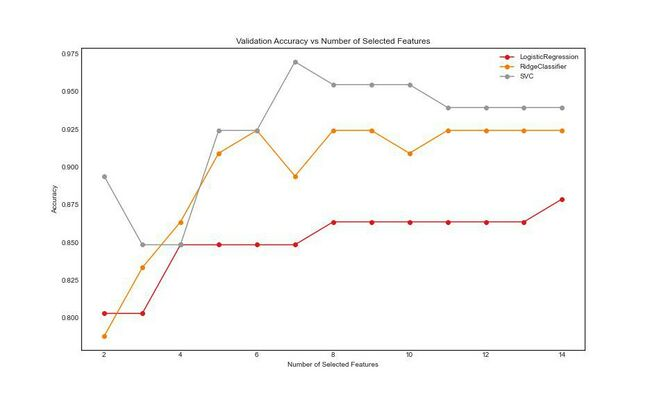 Validation Accuracy vs Number of Selected Features
LogisticRegression
RidgeClassifier
SVC
0.975
0.950
0.925
0.900
0.875
0.850
0.825
0.800
Accuracy
2
4
6
8
10
12
14
Number of Selected Features